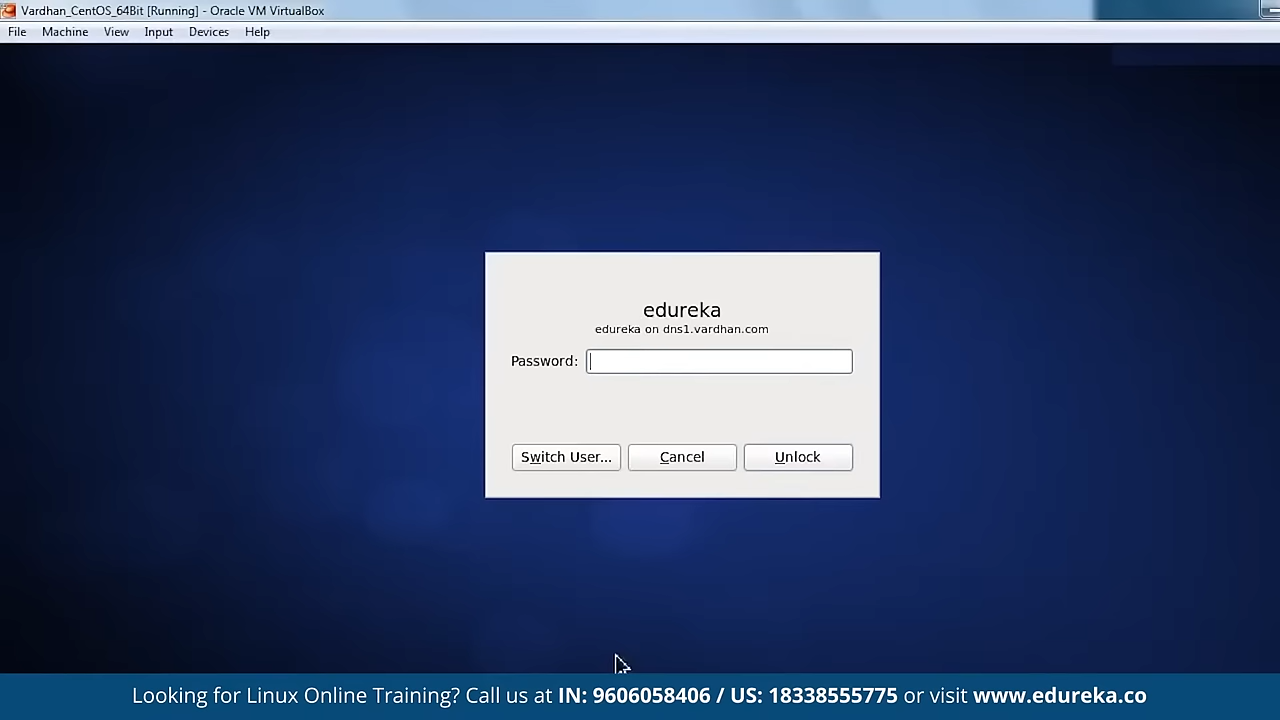 Vardhan_CentOS_64Bit [Running] - Oracle VM VirtualBox
File Machine View Input Devices Help
edureka
edureka on dns1.vardhan.com
Password:
Switch User... Cancel Unlock
Looking for Linux Online Training? Call us at IN: 9606058406 / US: 18338555775 or visit www.edureka.co